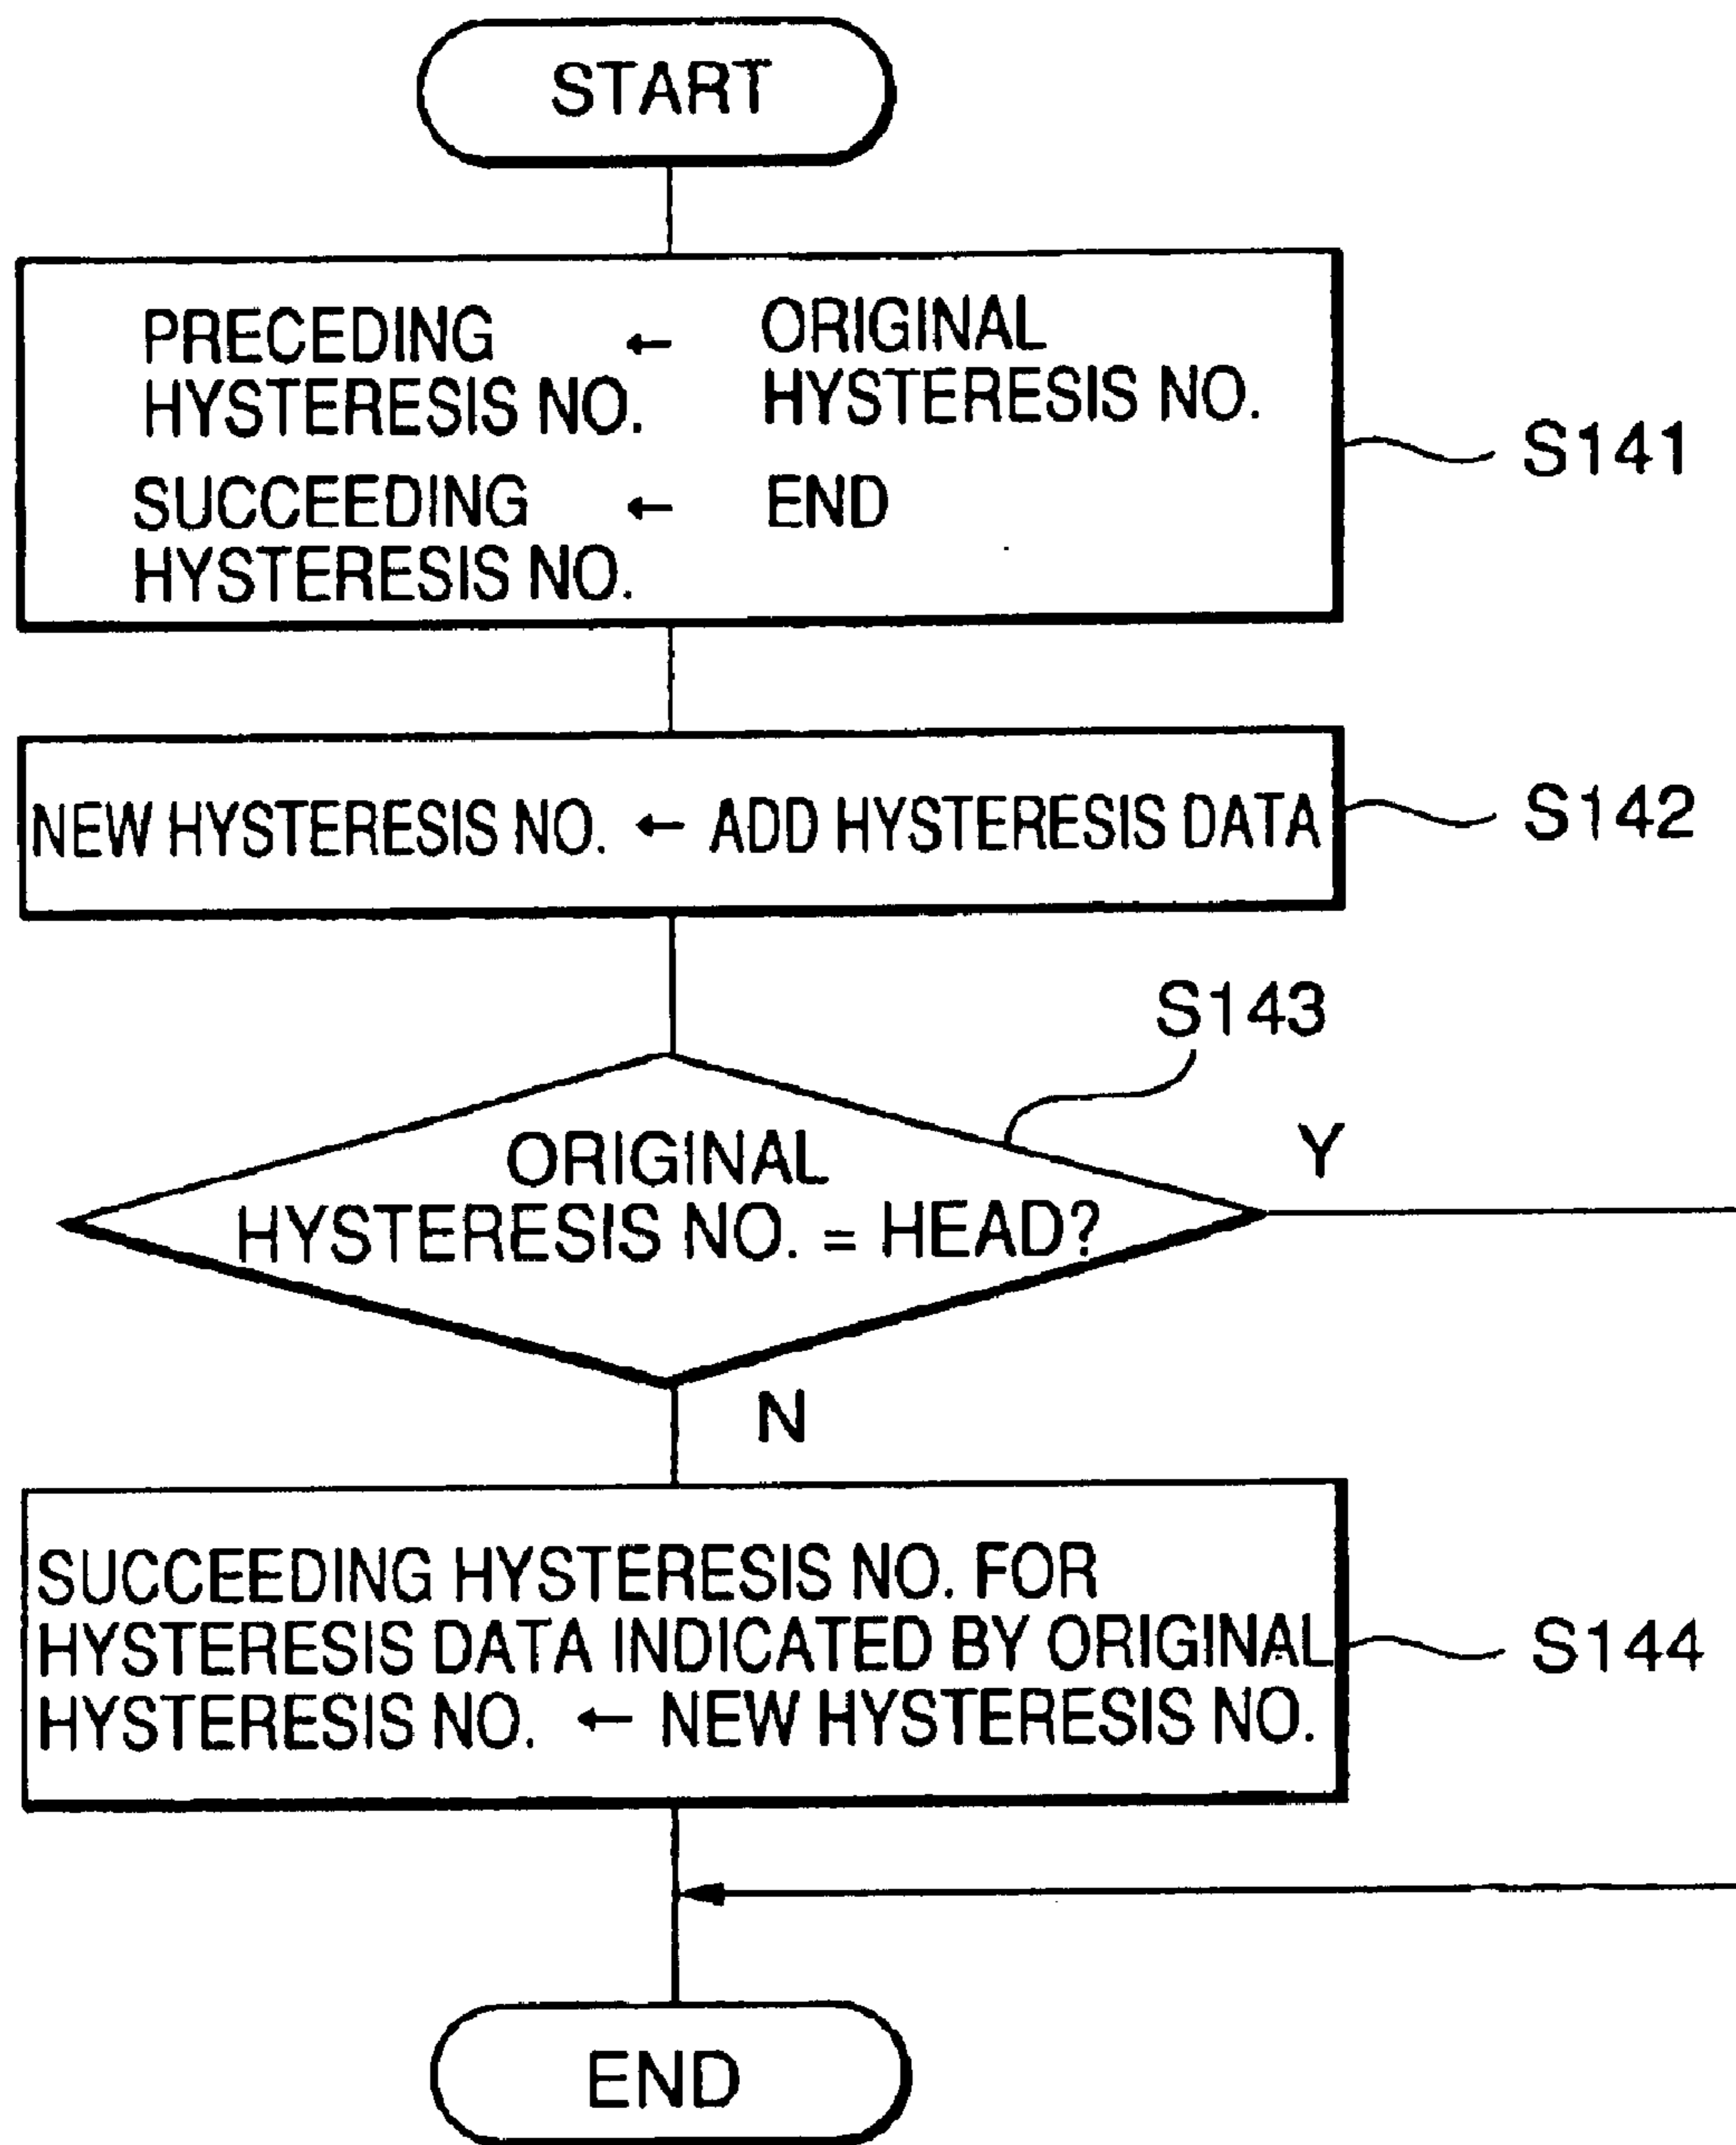 START
PRECEDING ← ORIGINAL
HYSTERESIS NO. HYSTERESIS NO.
SUCCEEDING ← END
HYSTERESIS NO.
S141
NEW HYSTERESIS NO. ← ADD HYSTERESIS DATA
S142
S143
ORIGINAL
HYSTERESIS NO. = HEAD?
Y
N
SUCCEEDING HYSTERESIS NO. FOR
HYSTERESIS DATA INDICATED BY ORIGINAL
HYSTERESIS NO. ← NEW HYSTERESIS NO.
S144
END